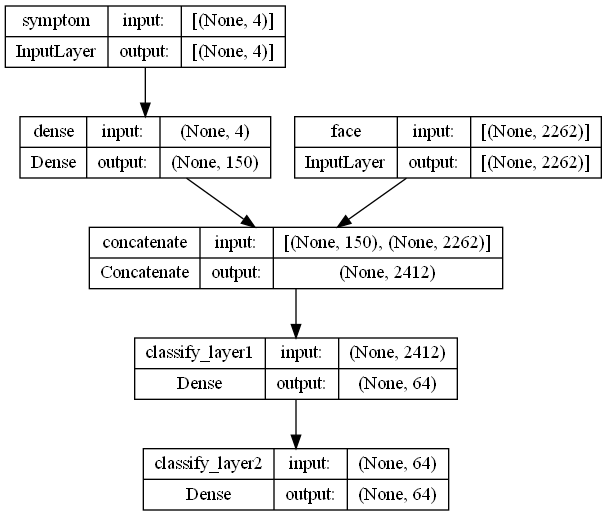 symptom input: [(None, 4)]
InputLayer output: [(None, 4)]
dense input: (None, 4)
Dense output: (None, 150)
face input: [(None, 2262)]
InputLayer output: [(None, 2262)]
concatenate input: [(None, 150), (None, 2262)]
Concatenate output: (None, 2412)
classify_layer1 input: (None, 2412)
Dense output: (None, 64)
classify_layer2 input: (None, 64)
Dense output: (None, 64)